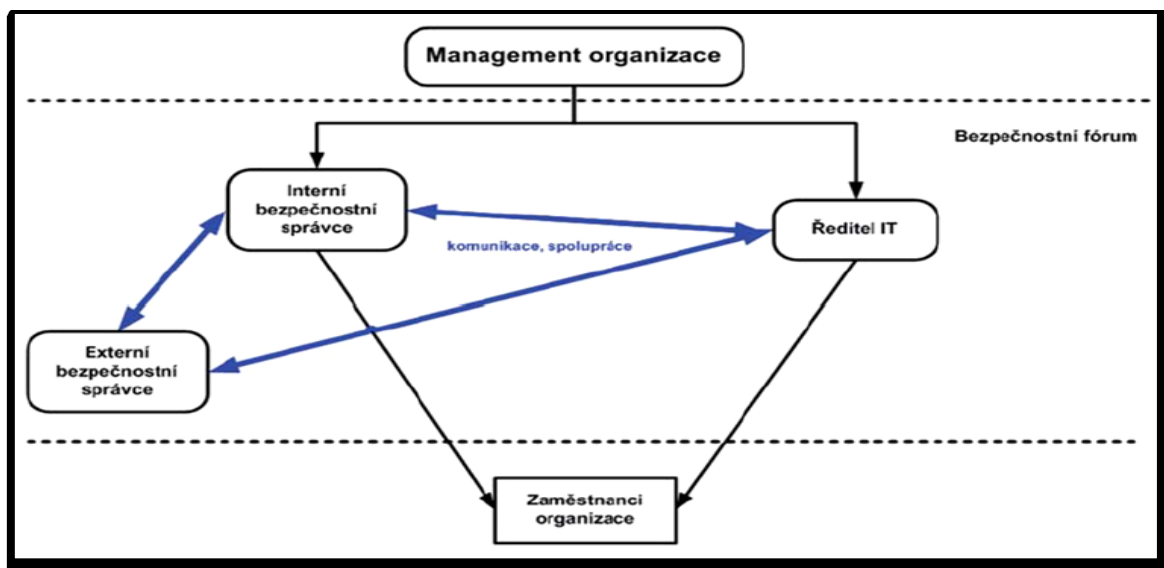 Management organizace
Bezpečnostní fórum
Interní
bezpečnostní
správce
Ředitel IT
komunikace, spolupráce
Externí
bezpečnostní
správce
Zaměstnanci
organizace